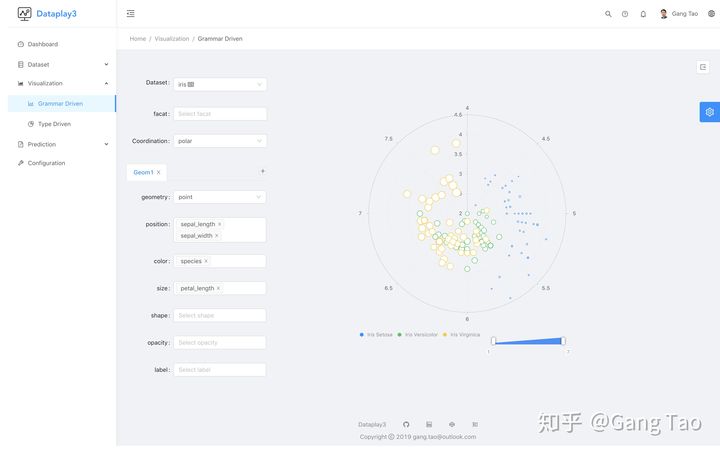 Dataplay3
Gang Tao
Home / Visualization / Grammar Driven
Dashboard
Dataset
Visualization
Grammar Driven
Type Driven
Prediction
Configuration
Dataset: iris
facat: Select facat
Coordination: polar
Geom1 × +
geometry: point
position: sepal_length ×
sepal_width ×
color: species ×
size: petal_length ×
shape: Select shape
opacity: Select opacity
label: Select label
4
4.5
4.5
7.5
4
3.5
3
2.5
7
2
5
6.5
5.5
6
Iris Setosa Iris Versicolor Iris Virginica
1
7
Dataplay3
Copyright © 2019 gang.tao@outlook.com
知乎 @Gang Tao